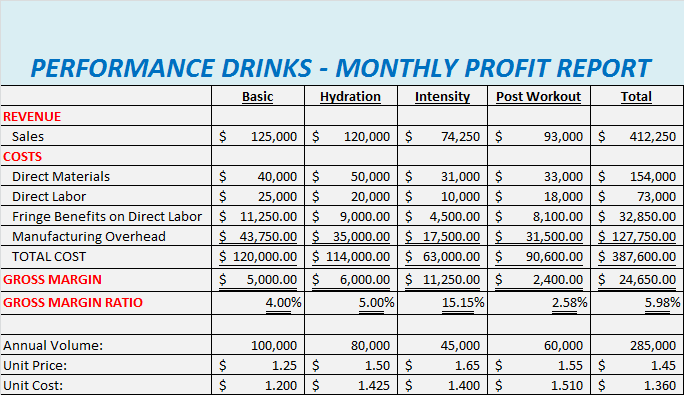 PERFORMANCE DRINKS - MONTHLY PROFIT REPORT
Basic Hydration Intensity Post Workout Total
REVENUE
Sales $ 125,000 $ 120,000 $ 74,250 $ 93,000 $ 412,250
COSTS
Direct Materials $ 40,000 $ 50,000 $ 31,000 $ 33,000 $ 154,000
Direct Labor $ 25,000 $ 20,000 $ 10,000 $ 18,000 $ 73,000
Fringe Benefits on Direct Labor $ 11,250.00 $ 9,000.00 $ 4,500.00 $ 8,100.00 $ 32,850.00
Manufacturing Overhead $ 43,750.00 $ 35,000.00 $ 17,500.00 $ 31,500.00 $ 127,750.00
TOTAL COST $ 120,000.00 $ 114,000.00 $ 63,000.00 $ 90,600.00 $ 387,600.00
GROSS MARGIN $ 5,000.00 $ 6,000.00 $ 11,250.00 $ 2,400.00 $ 24,650.00
GROSS MARGIN RATIO 4.00% 5.00% 15.15% 2.58% 5.98%
Annual Volume: 100,000 80,000 45,000 60,000 285,000
Unit Price: $ 1.25 $ 1.50 $ 1.65 $ 1.55 $ 1.45
Unit Cost: $ 1.200 $ 1.425 $ 1.400 $ 1.510 $ 1.360